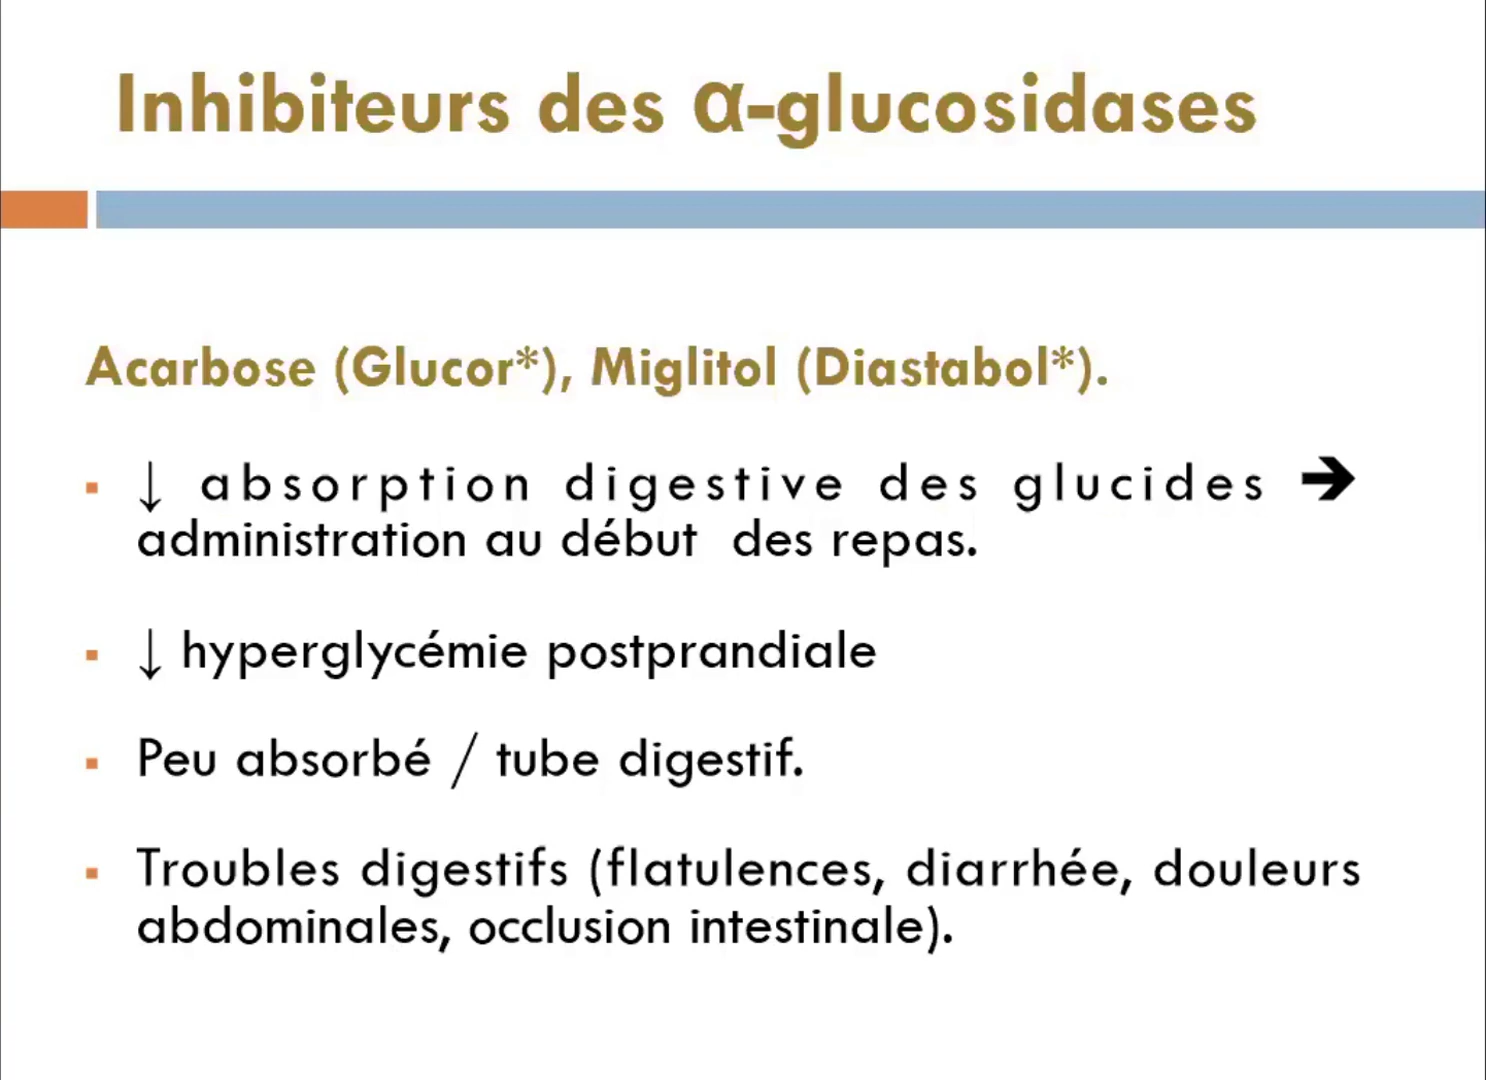 Inhibiteurs des α-glucosidases
Acarbose (Glucor*), Miglitol (Diastabol*).
▪ ↓ absorption digestive des glucides ➔
administration au début des repas.
▪ ↓ hyperglycémie postprandiale
▪ Peu absorbé / tube digestif.
▪ Troubles digestifs (flatulences, diarrhée, douleurs
abdominales, occlusion intestinale).